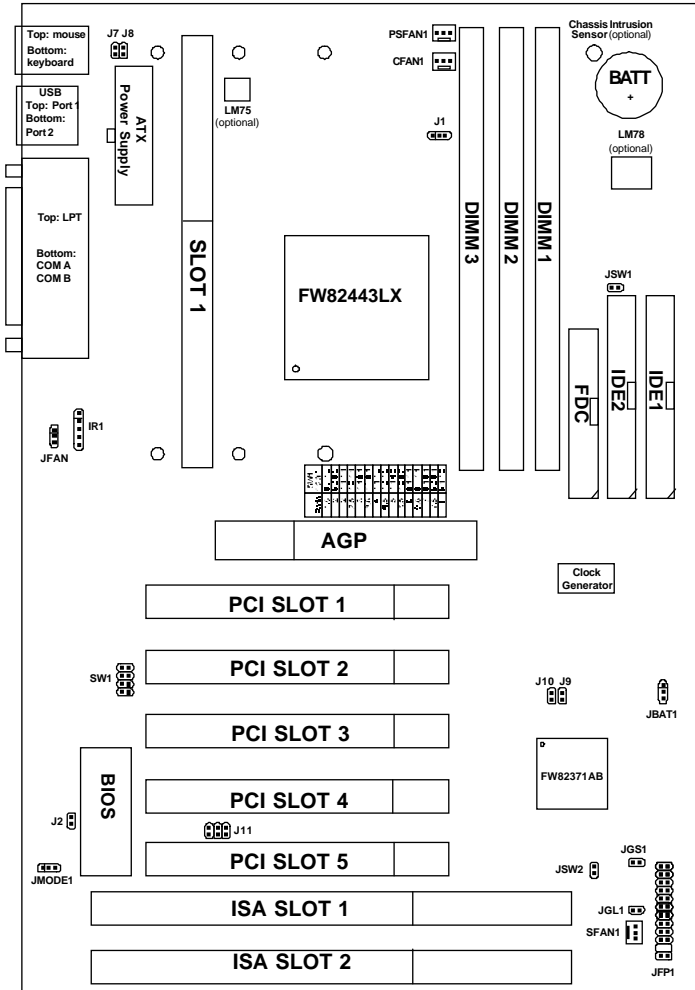 Top: mouse
Bottom:
keyboard
J7 J8
PSFAN1
CFAN1
Chassis Intrusion
Sensor (optional)
BATT
+
USB
Top: Port 1
Bottom:
Port 2
ATX
Power Supply
LM75
(optional)
J1
LM78
(optional)
Top: LPT
Bottom:
COM A
COM B
SLOT 1
DIMM 3
DIMM 2
DIMM 1
FW82443LX
JSW1
FDC
IDE2
IDE1
IR1
JFAN
AGP
Clock
Generator
PCI SLOT 1
PCI SLOT 2
SW1
J10 J9
JBAT1
PCI SLOT 3
FW82371AB
BIOS
PCI SLOT 4
J2
J11
PCI SLOT 5
JMODE1
JSW2
JGS1
ISA SLOT 1
JGL1
SFAN1
ISA SLOT 2
JFP1